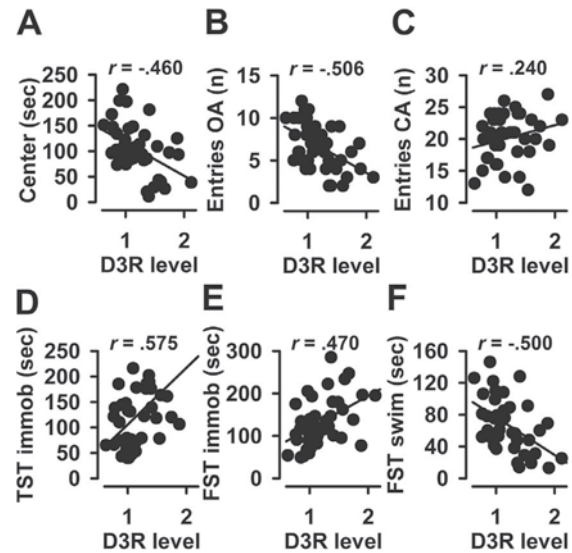 A
r = -.460
Center (sec)
250
200
150
100
50
0
1 2
D3R level
B
r = -.506
Entries OA (n)
15
10
5
0
1 2
D3R level
C
r = .240
Entries CA (n)
30
25
20
15
10
1 2
D3R level
D
r = .575
TST immob (sec)
250
200
150
100
50
0
1 2
D3R level
E
r = .470
FST immob (sec)
300
200
100
0
1 2
D3R level
F
r = -.500
FST swim (sec)
160
120
80
40
0
1 2
D3R level